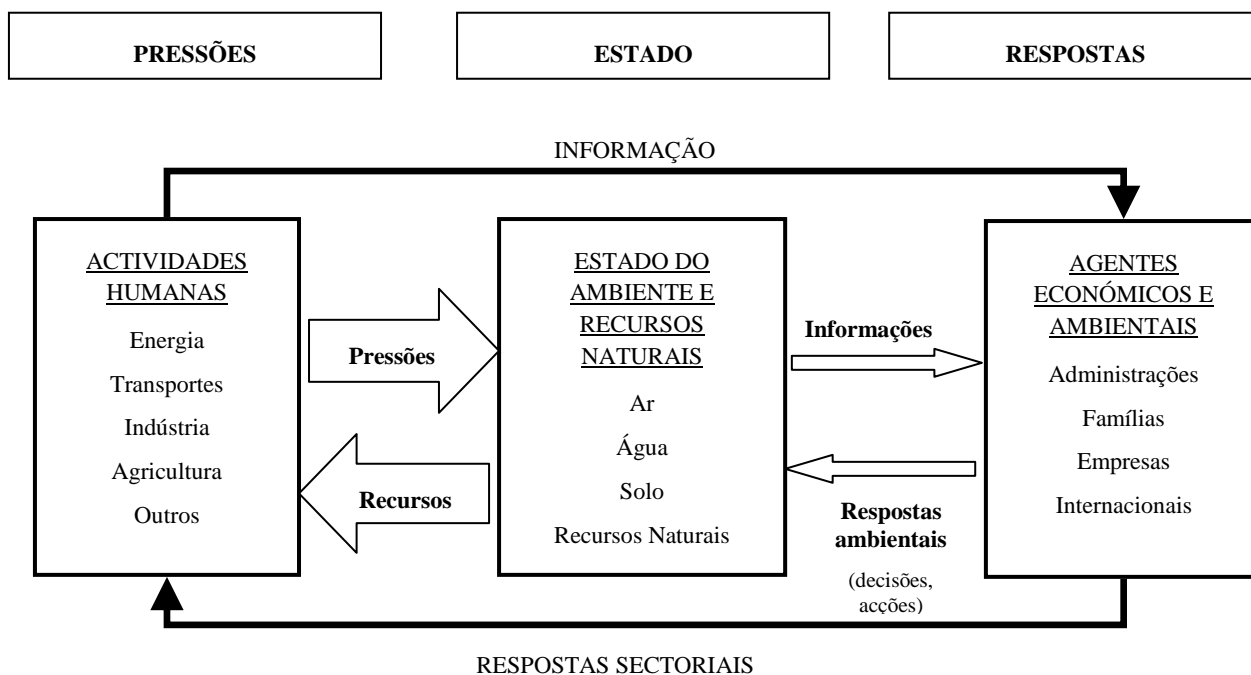 PRESSÕES
ESTADO
RESPOSTAS
INFORMAÇÃO
ACTIVIDADES
HUMANAS
Energia
Transportes
Indústria
Agricultura
Outros
Pressões
Recursos
ESTADO DO
AMBIENTE E
RECURSOS
NATURAIS
Ar
Água
Solo
Recursos Naturais
Informações
Respostas
ambientais
(decisões,
acções)
AGENTES
ECONÓMICOS E
AMBIENTAIS
Administrações
Famílias
Empresas
Internacionais
RESPOSTAS SECTORIAIS